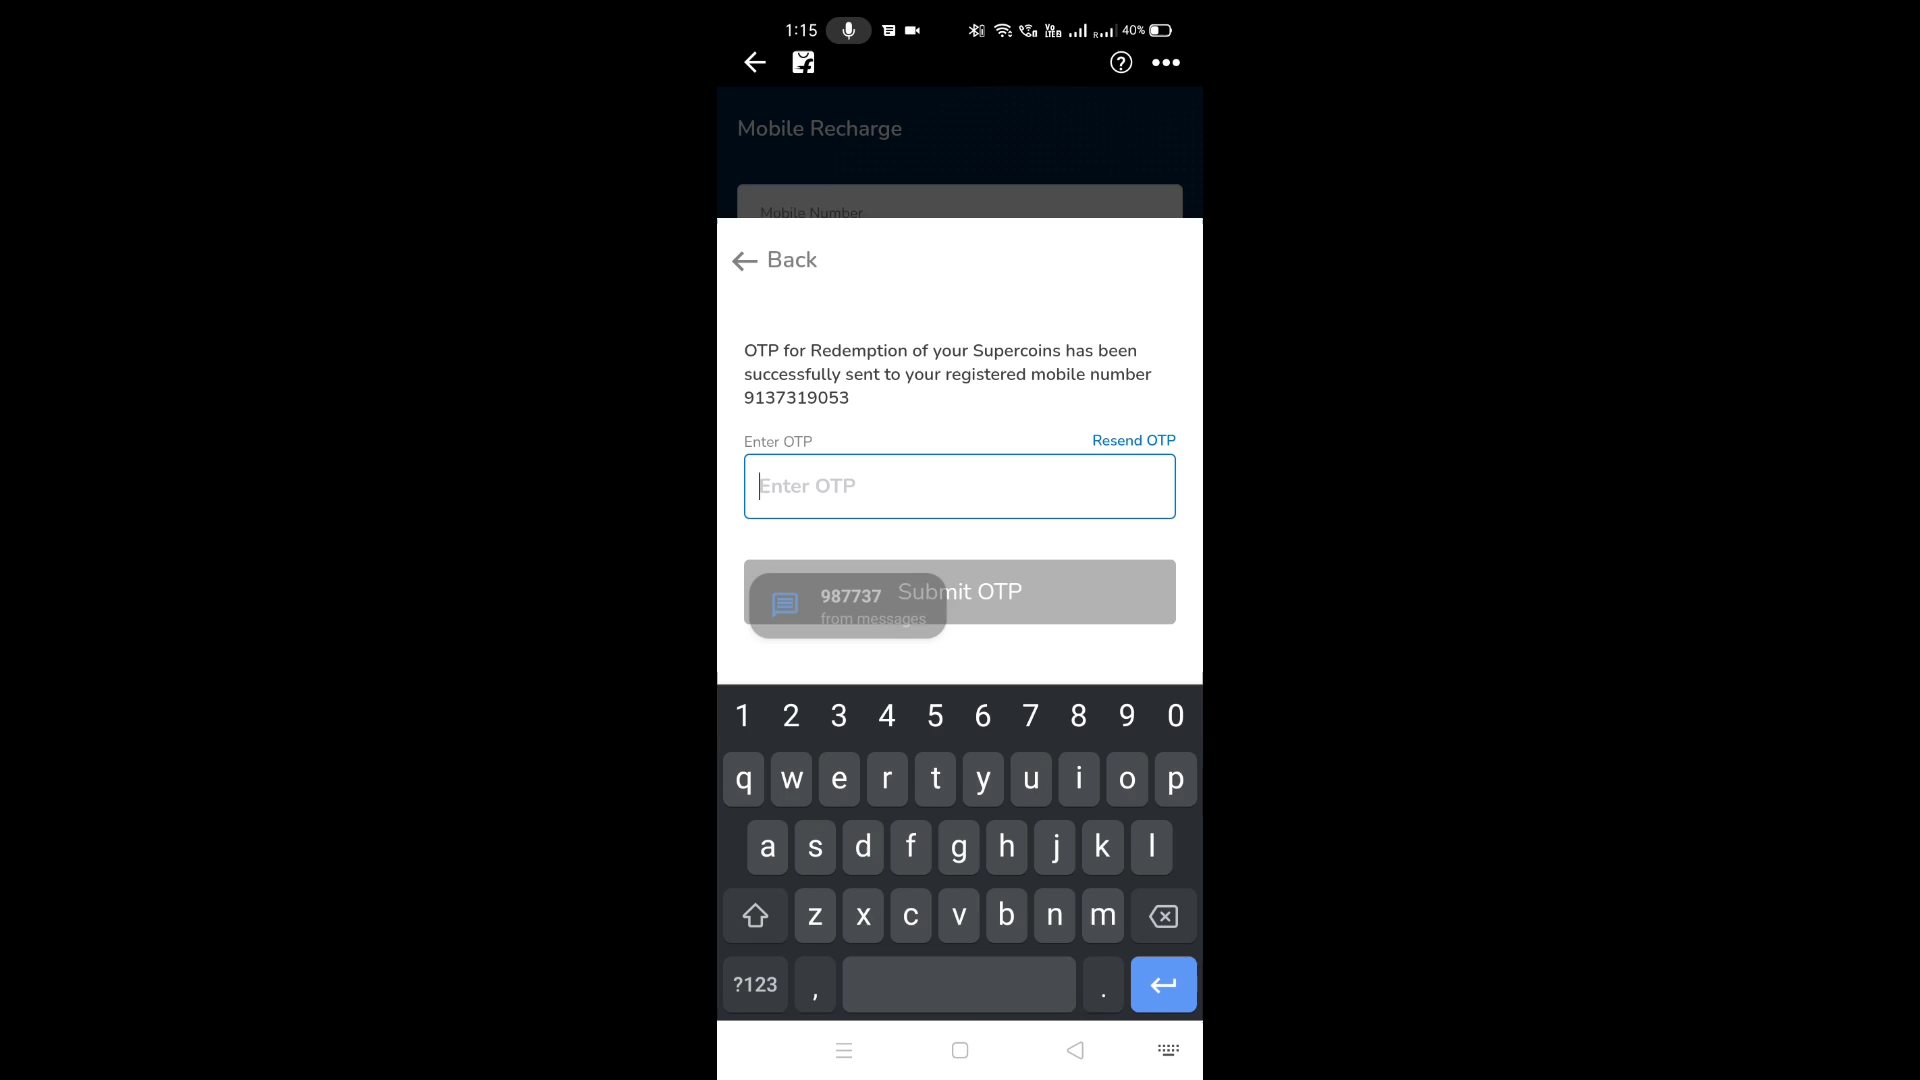 1:15
Vo
LTE2
R
40%
Mobile Recharge
Mobile Number
Back
OTP for Redemption of your Supercoins has been
successfully sent to your registered mobile number
9137319053
Enter OTP Resend OTP
Enter OTP
Submit OTP
987737
from messages
1 2 3 4 5 6 7 8 9 0
q w e r t y u i o p
a s d f g h j k l
z x c v b n m
?123 , .